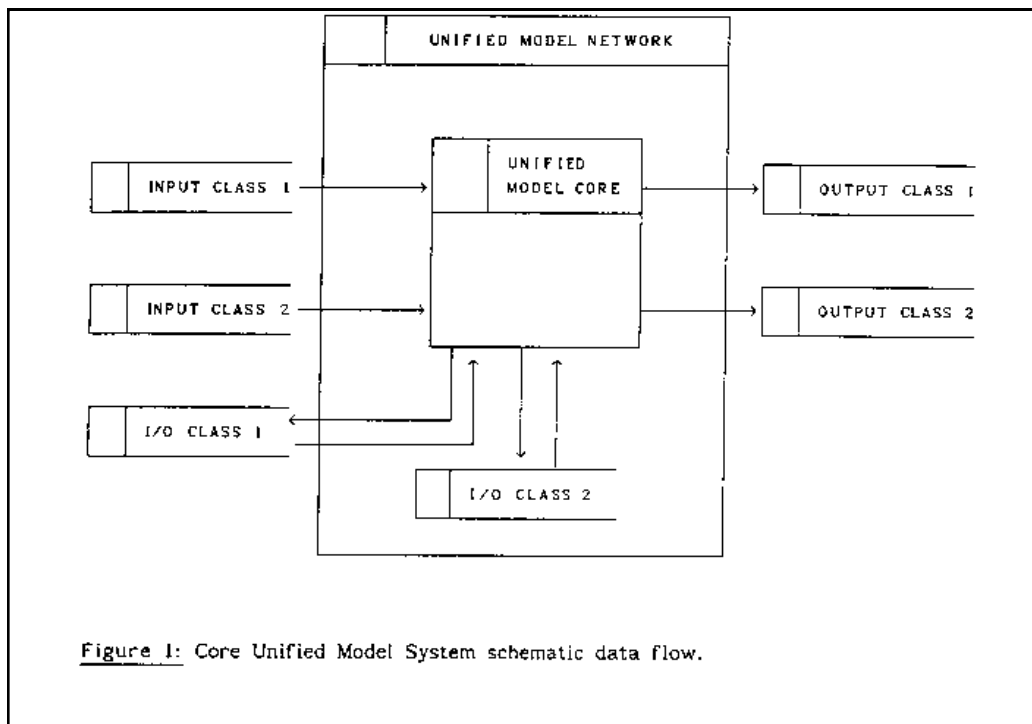 UNIFIED MODEL NETWORK
UNIFIED
MODEL CORE
INPUT CLASS 1
OUTPUT CLASS 1
INPUT CLASS 2
OUTPUT CLASS 2
I/O CLASS 1
I/O CLASS 2
Figure 1: Core Unified Model System schematic data flow.